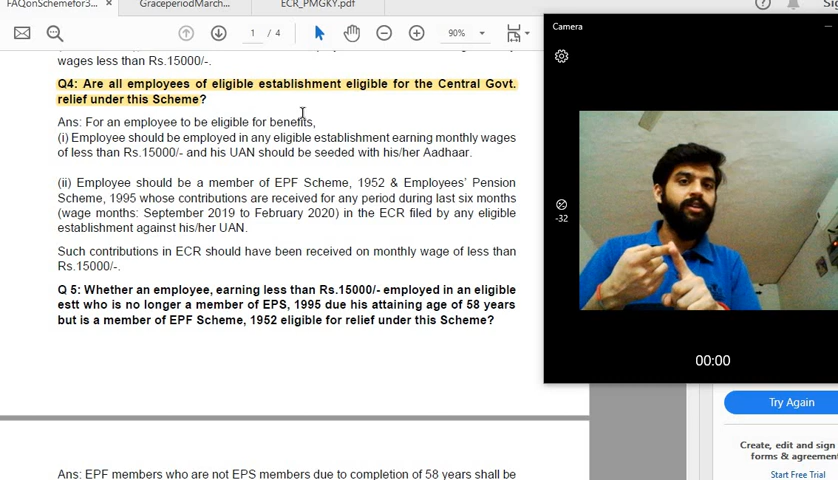 FAQonSchemefor3... ×
GraceperiodMarch...
ECR_PMGKY.pdf
1 / 4
90%
wages less than Rs.15000/-.
Q4: Are all employees of eligible establishment eligible for the Central Govt.
relief under this Scheme?
Ans: For an employee to be eligible for benefits,
(i) Employee should be employed in any eligible establishment earning monthly wages
of less than Rs.15000/- and his UAN should be seeded with his/her Aadhaar.
(ii) Employee should be a member of EPF Scheme, 1952 & Employees' Pension
Scheme, 1995 whose contributions are received for any period during last six months
(wage months: September 2019 to February 2020) in the ECR filed by any eligible
establishment against his/her UAN.
Such contributions in ECR should have been received on monthly wage of less than
Rs.15000/-.
Q 5: Whether an employee, earning less than Rs.15000/- employed in an eligible
estt who is no longer a member of EPS, 1995 due his attaining age of 58 years
but is a member of EPF Scheme, 1952 eligible for relief under this Scheme?
Ans: EPF members who are not EPS members due to completion of 58 years shall be
Camera
-32
00:00
Try Again
Create, edit and sign
forms & agreemen
Start Free Trial